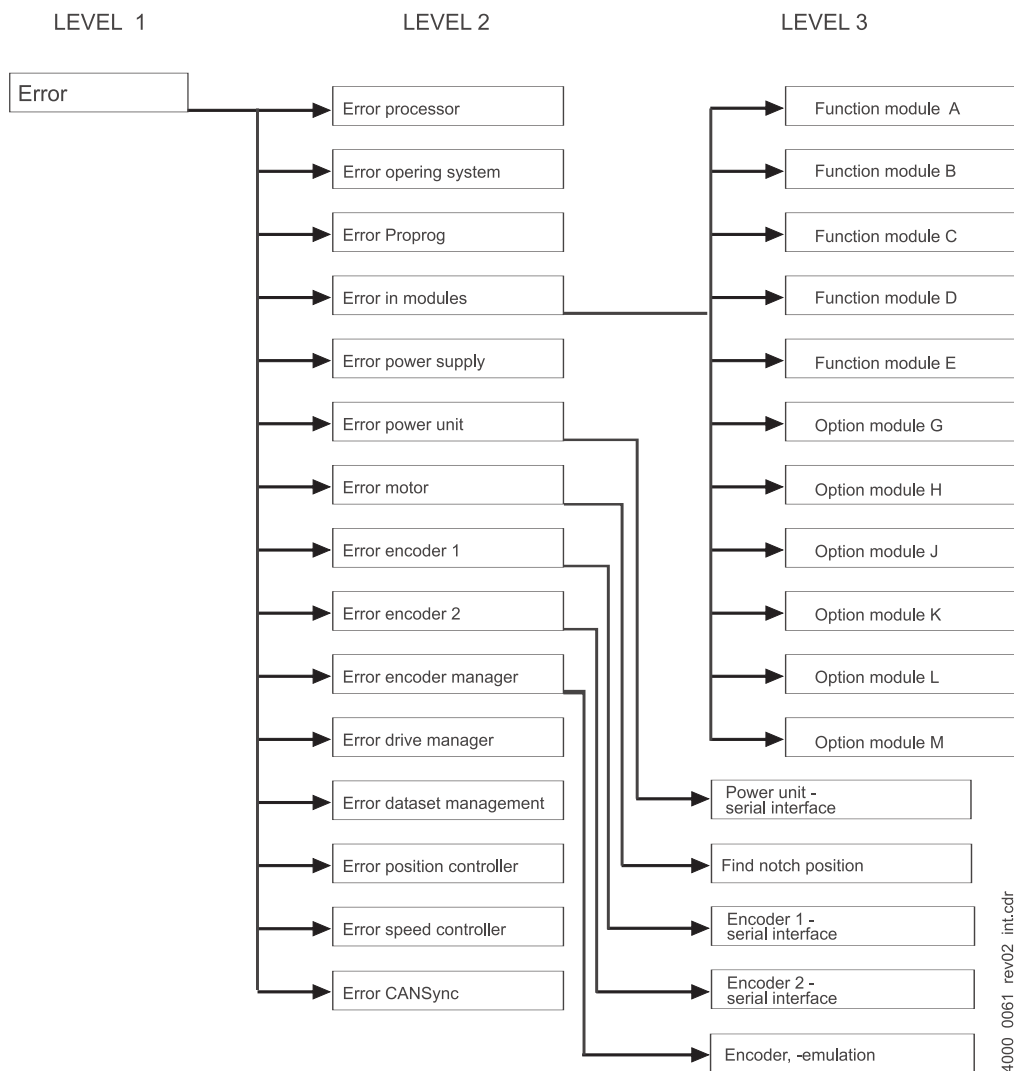 LEVEL 1
LEVEL 2
LEVEL 3
Error
Error processor
Error opering system
Error Proprog
Error in modules
Error power supply
Error power unit
Error motor
Error encoder 1
Error encoder 2
Error encoder manager
Error drive manager
Error dataset management
Error position controller
Error speed controller
Error CANSync
Function module A
Function module B
Function module C
Function module D
Function module E
Option module G
Option module H
Option module J
Option module K
Option module L
Option module M
Power unit -
serial interface
Find notch position
Encoder 1 -
serial interface
Encoder 2 -
serial interface
Encoder, -emulation
4000 0061 rev02 int.cdr